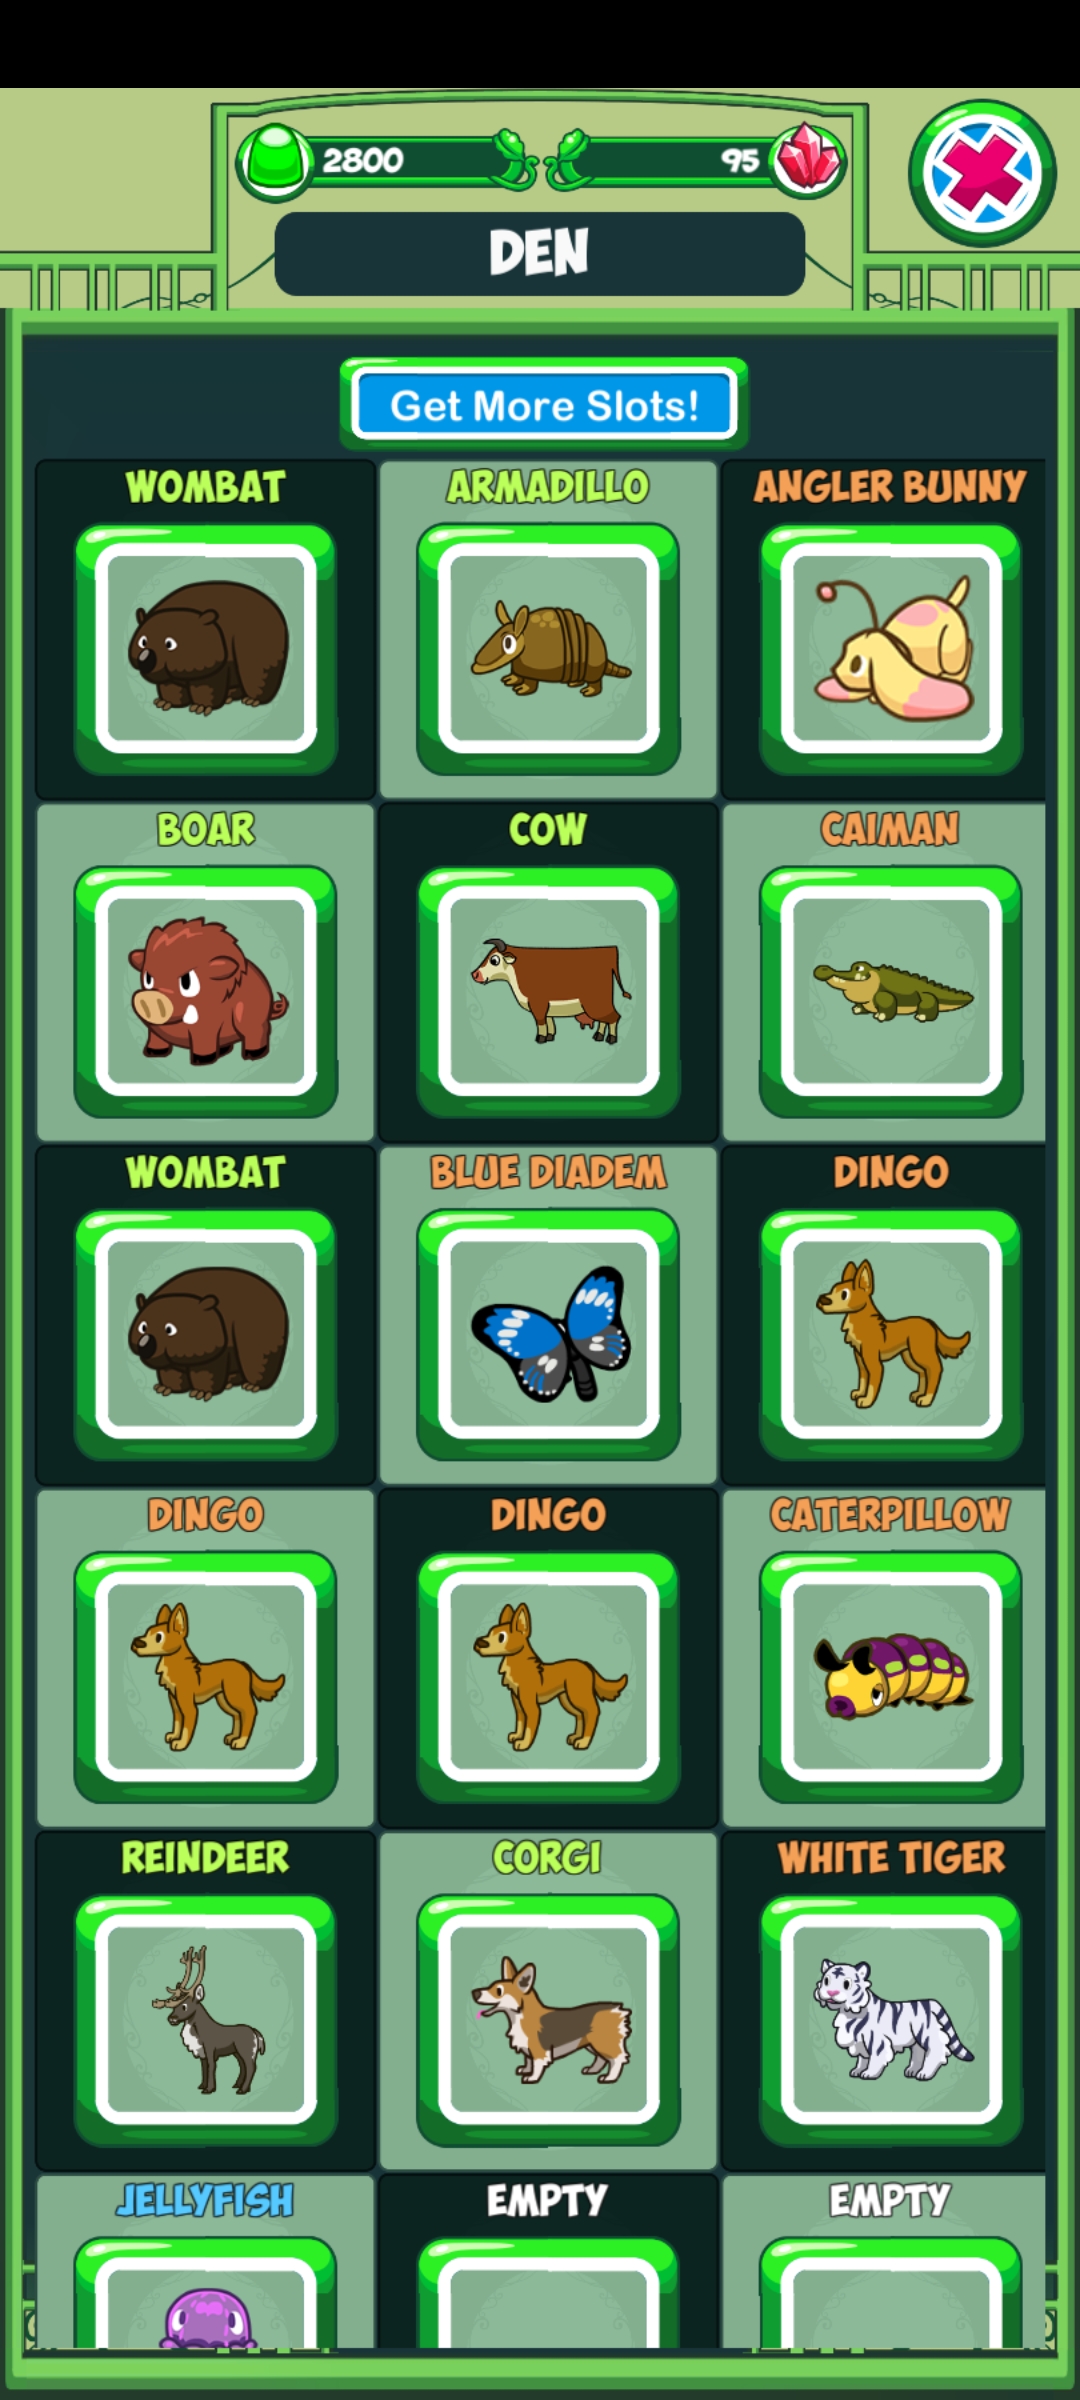 2800
95
DEN
Get More Slots!
WOMBAT
ARMADILLO
ANGLER BUNNY
BOAR
COW
CAIMAN
WOMBAT
BLUE DIADEM
DINGO
DINGO
DINGO
CATERPILLOW
REINDEER
CORGI
WHITE TIGER
JELLYFISH
EMPTY
EMPTY